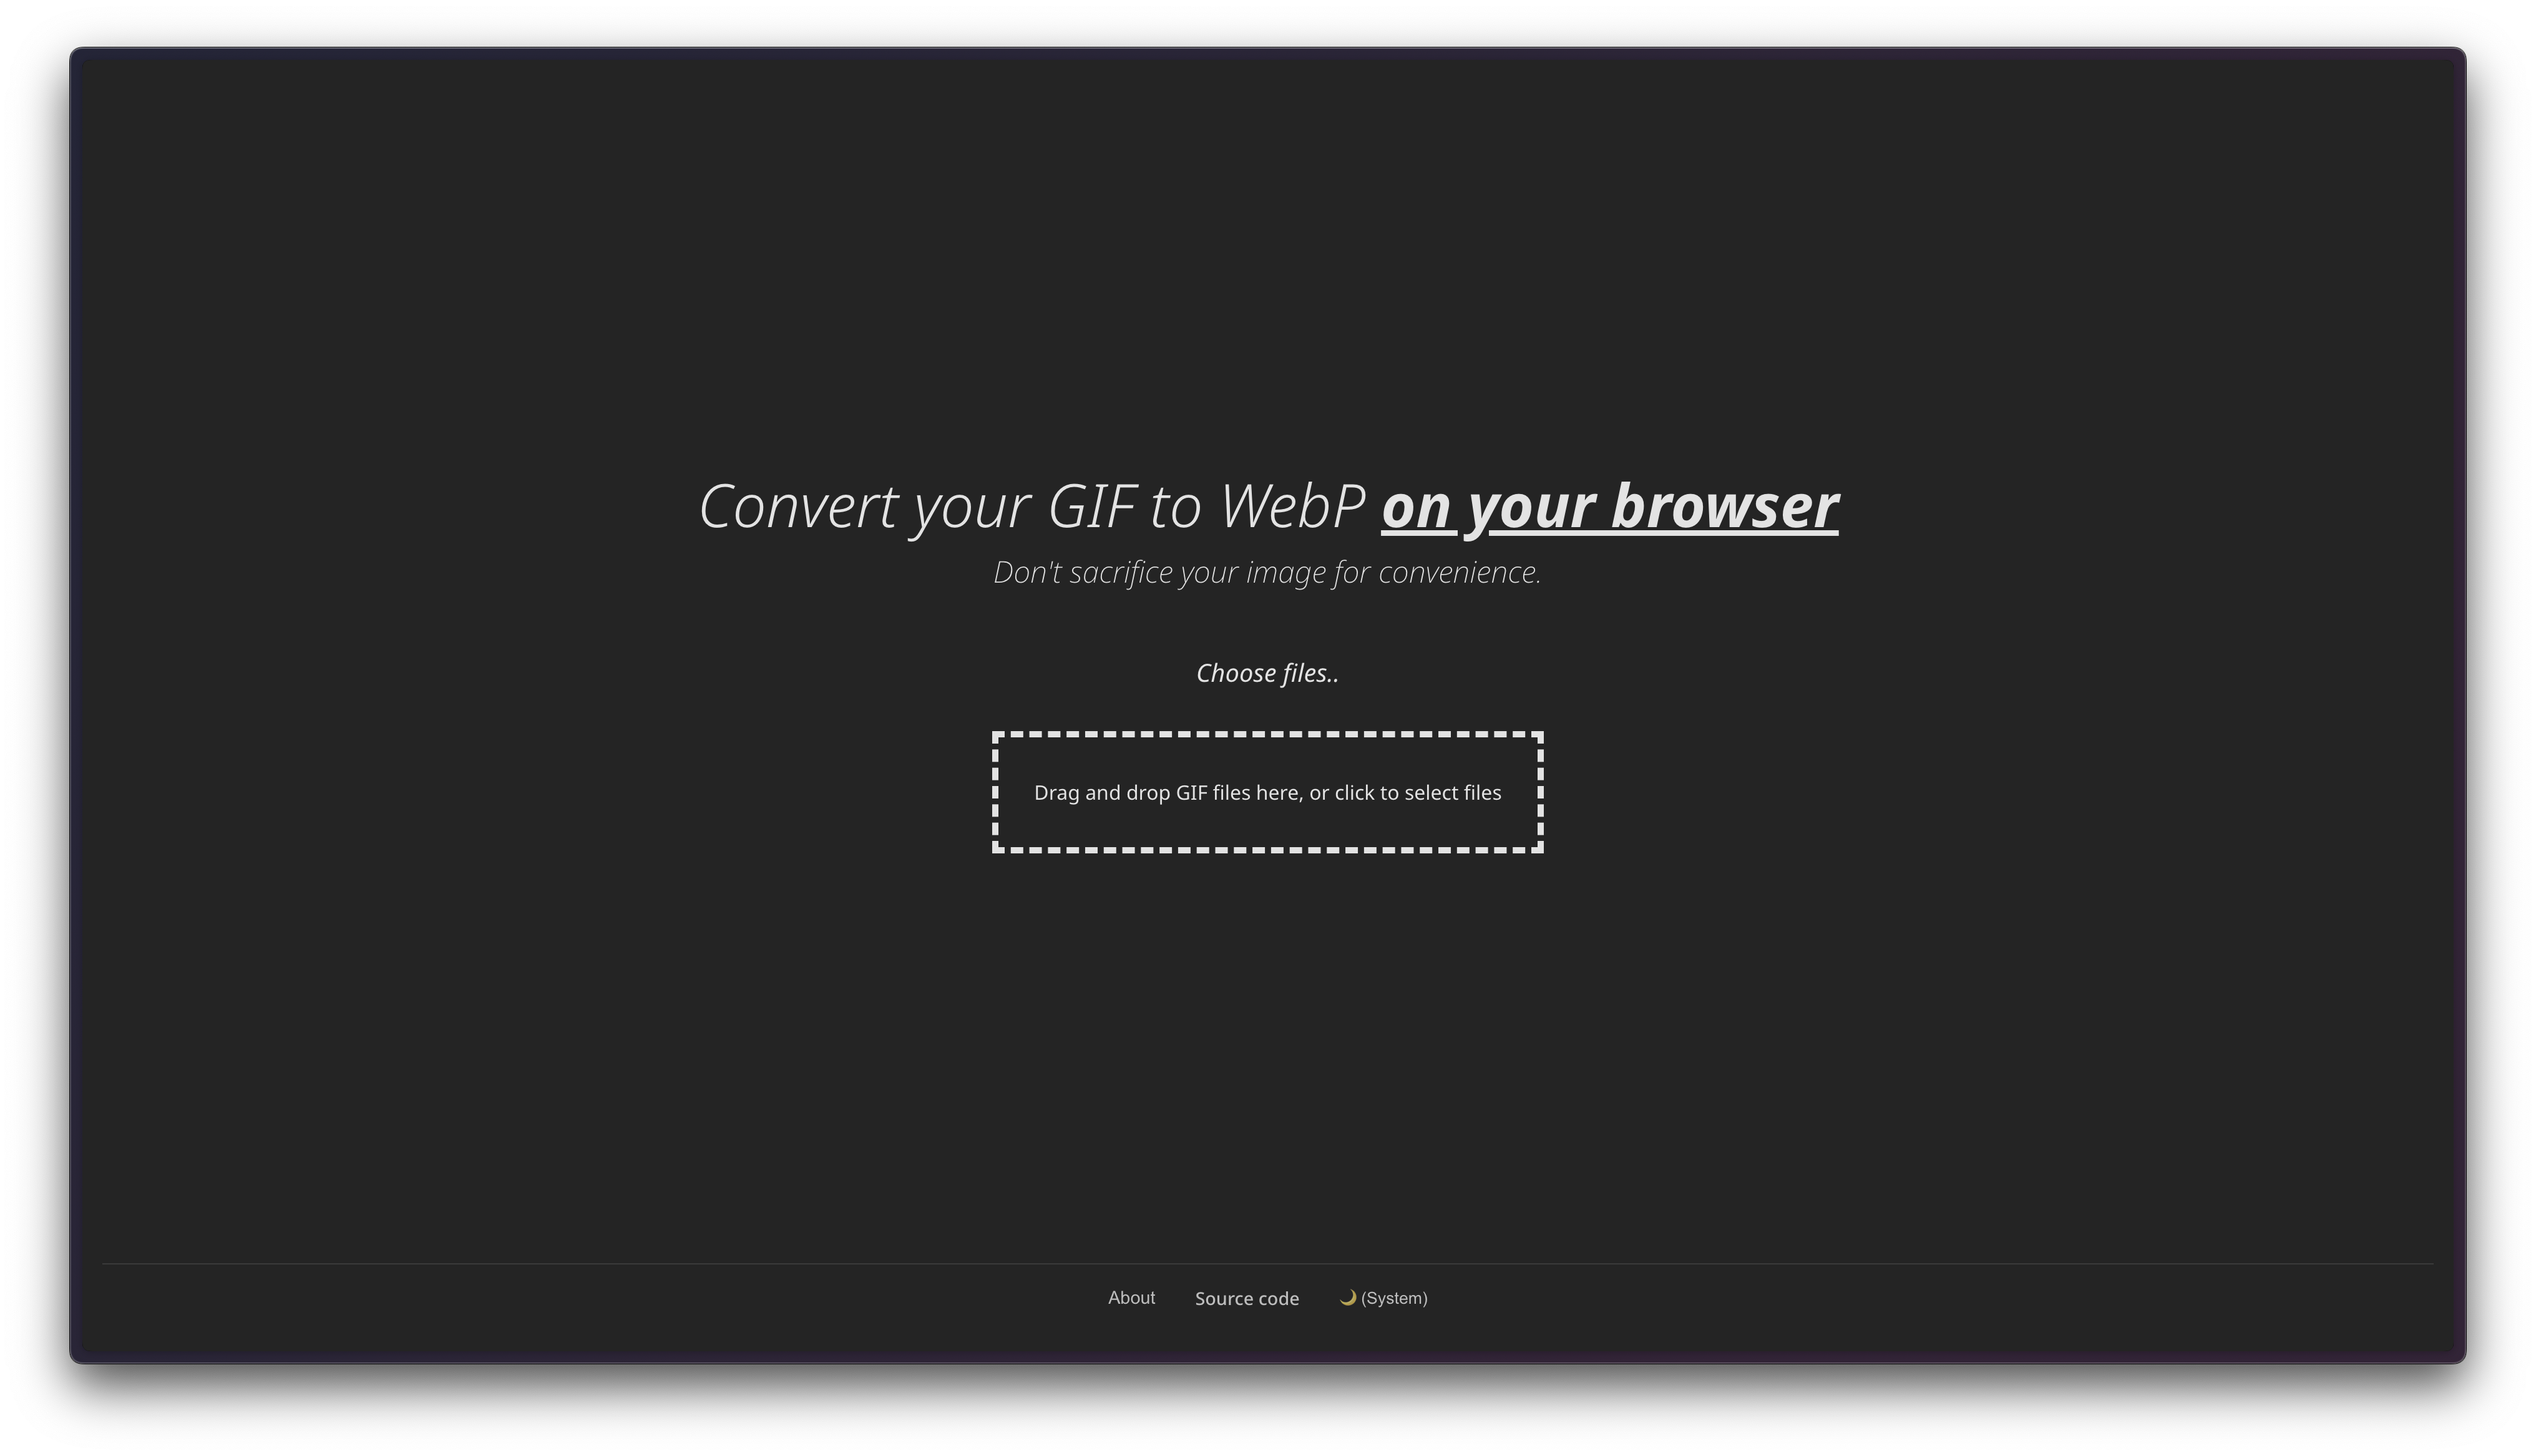 Convert your GIF to WebP on your browser
Don't sacrifice your image for convenience.
Choose files..
Drag and drop GIF files here, or click to select files
About Source code 🌙 (System)